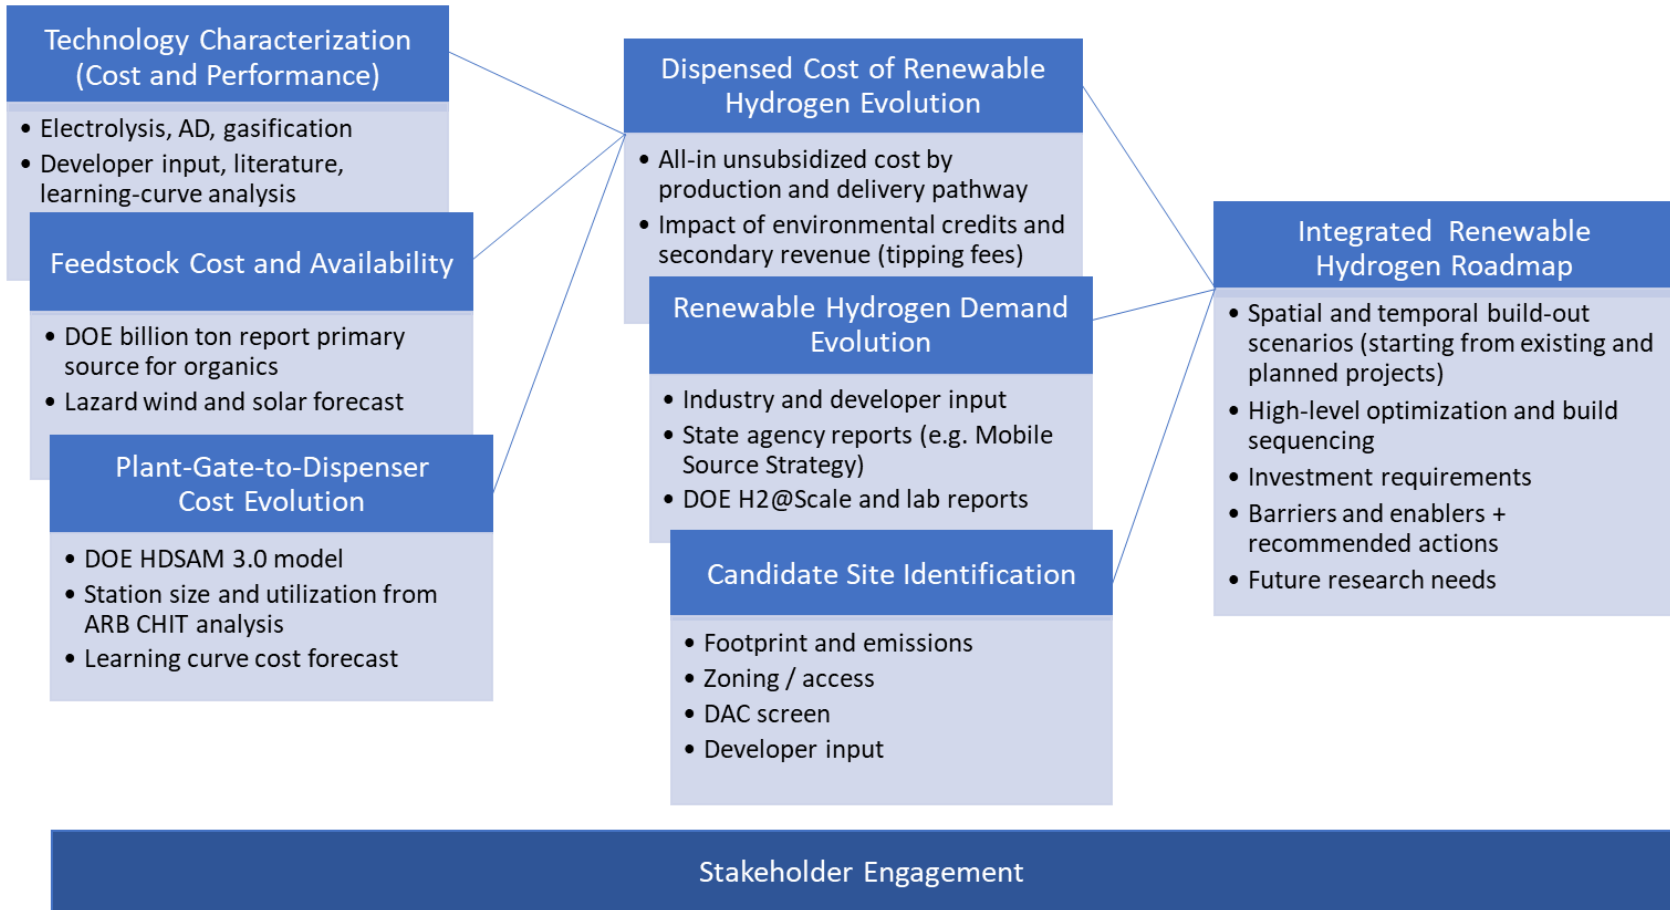 Technology Characterization
(Cost and Performance)
• Electrolysis, AD, gasification
• Developer input, literature,
learning-curve analysis
Feedstock Cost and Availability
• DOE billion ton report primary
source for organics
• Lazard wind and solar forecast
Plant-Gate-to-Dispenser
Cost Evolution
• DOE HDSAM 3.0 model
• Station size and utilization from
ARB CHIT analysis
• Learning curve cost forecast
Dispensed Cost of Renewable
Hydrogen Evolution
• All-in unsubsidized cost by
production and delivery pathway
• Impact of environmental credits and
secondary revenue (tipping fees)
Renewable Hydrogen Demand
Evolution
• Industry and developer input
• State agency reports (e.g. Mobile
Source Strategy)
• DOE H2@Scale and lab reports
Candidate Site Identification
• Footprint and emissions
• Zoning / access
• DAC screen
• Developer input
Integrated Renewable
Hydrogen Roadmap
• Spatial and temporal build-out
scenarios (starting from existing and
planned projects)
• High-level optimization and build
sequencing
• Investment requirements
• Barriers and enablers +
recommended actions
• Future research needs
Stakeholder Engagement